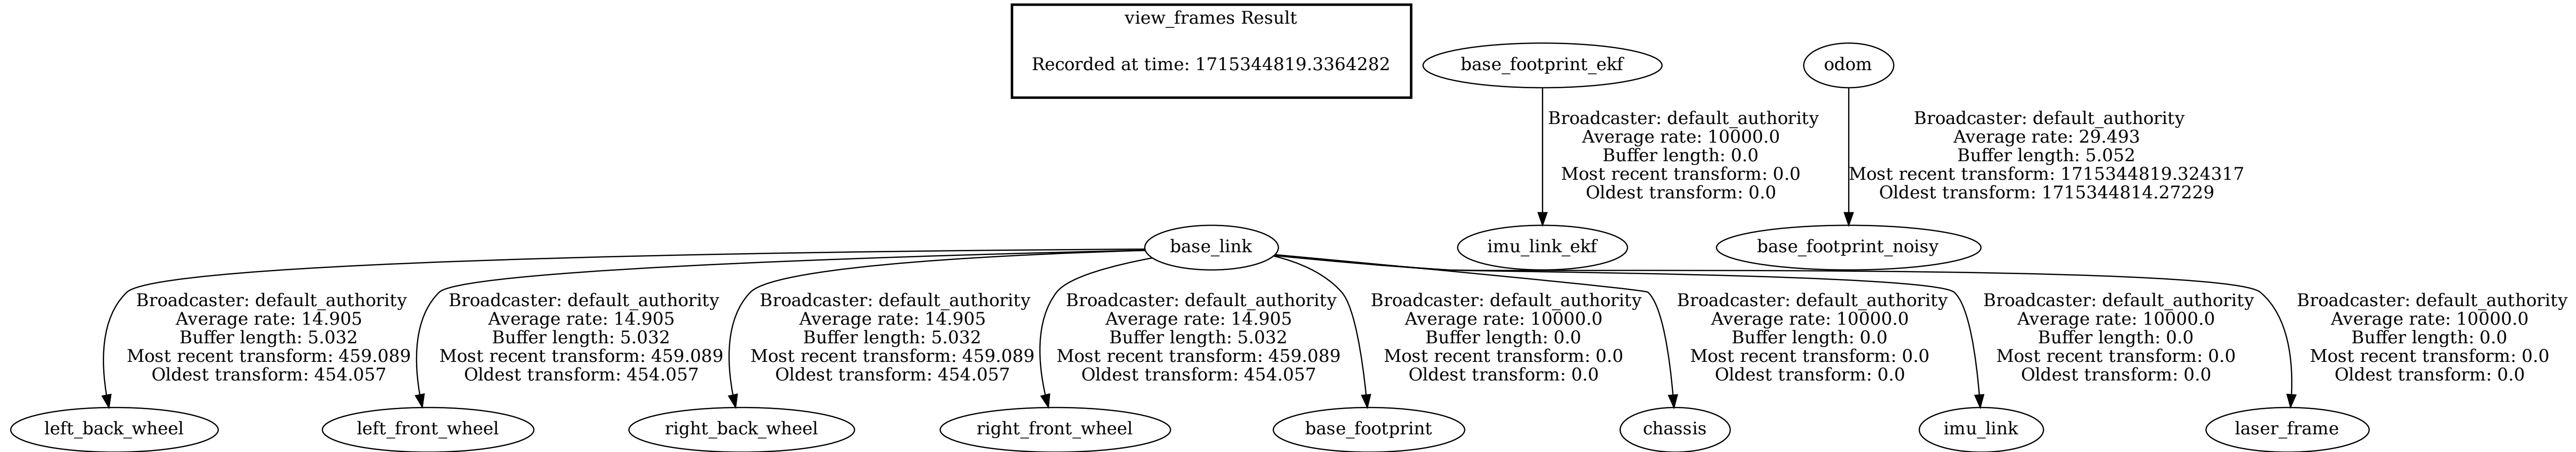 view_frames Result
Recorded at time: 1715344819.3364282
base_footprint_ekf
odom
Broadcaster: default_authority
Average rate: 10000.0
Buffer length: 0.0
Most recent transform: 0.0
Oldest transform: 0.0
Broadcaster: default_authority
Average rate: 29.493
Buffer length: 5.052
Most recent transform: 1715344819.324317
Oldest transform: 1715344814.27229
base_link
imu_link_ekf
base_footprint_noisy
Broadcaster: default_authority
Average rate: 14.905
Buffer length: 5.032
Most recent transform: 459.089
Oldest transform: 454.057
Broadcaster: default_authority
Average rate: 14.905
Buffer length: 5.032
Most recent transform: 459.089
Oldest transform: 454.057
Broadcaster: default_authority
Average rate: 14.905
Buffer length: 5.032
Most recent transform: 459.089
Oldest transform: 454.057
Broadcaster: default_authority
Average rate: 14.905
Buffer length: 5.032
Most recent transform: 459.089
Oldest transform: 454.057
Broadcaster: default_authority
Average rate: 10000.0
Buffer length: 0.0
Most recent transform: 0.0
Oldest transform: 0.0
Broadcaster: default_authority
Average rate: 10000.0
Buffer length: 0.0
Most recent transform: 0.0
Oldest transform: 0.0
Broadcaster: default_authority
Average rate: 10000.0
Buffer length: 0.0
Most recent transform: 0.0
Oldest transform: 0.0
Broadcaster: default_authority
Average rate: 10000.0
Buffer length: 0.0
Most recent transform: 0.0
Oldest transform: 0.0
left_back_wheel
left_front_wheel
right_back_wheel
right_front_wheel
base_footprint
chassis
imu_link
laser_frame